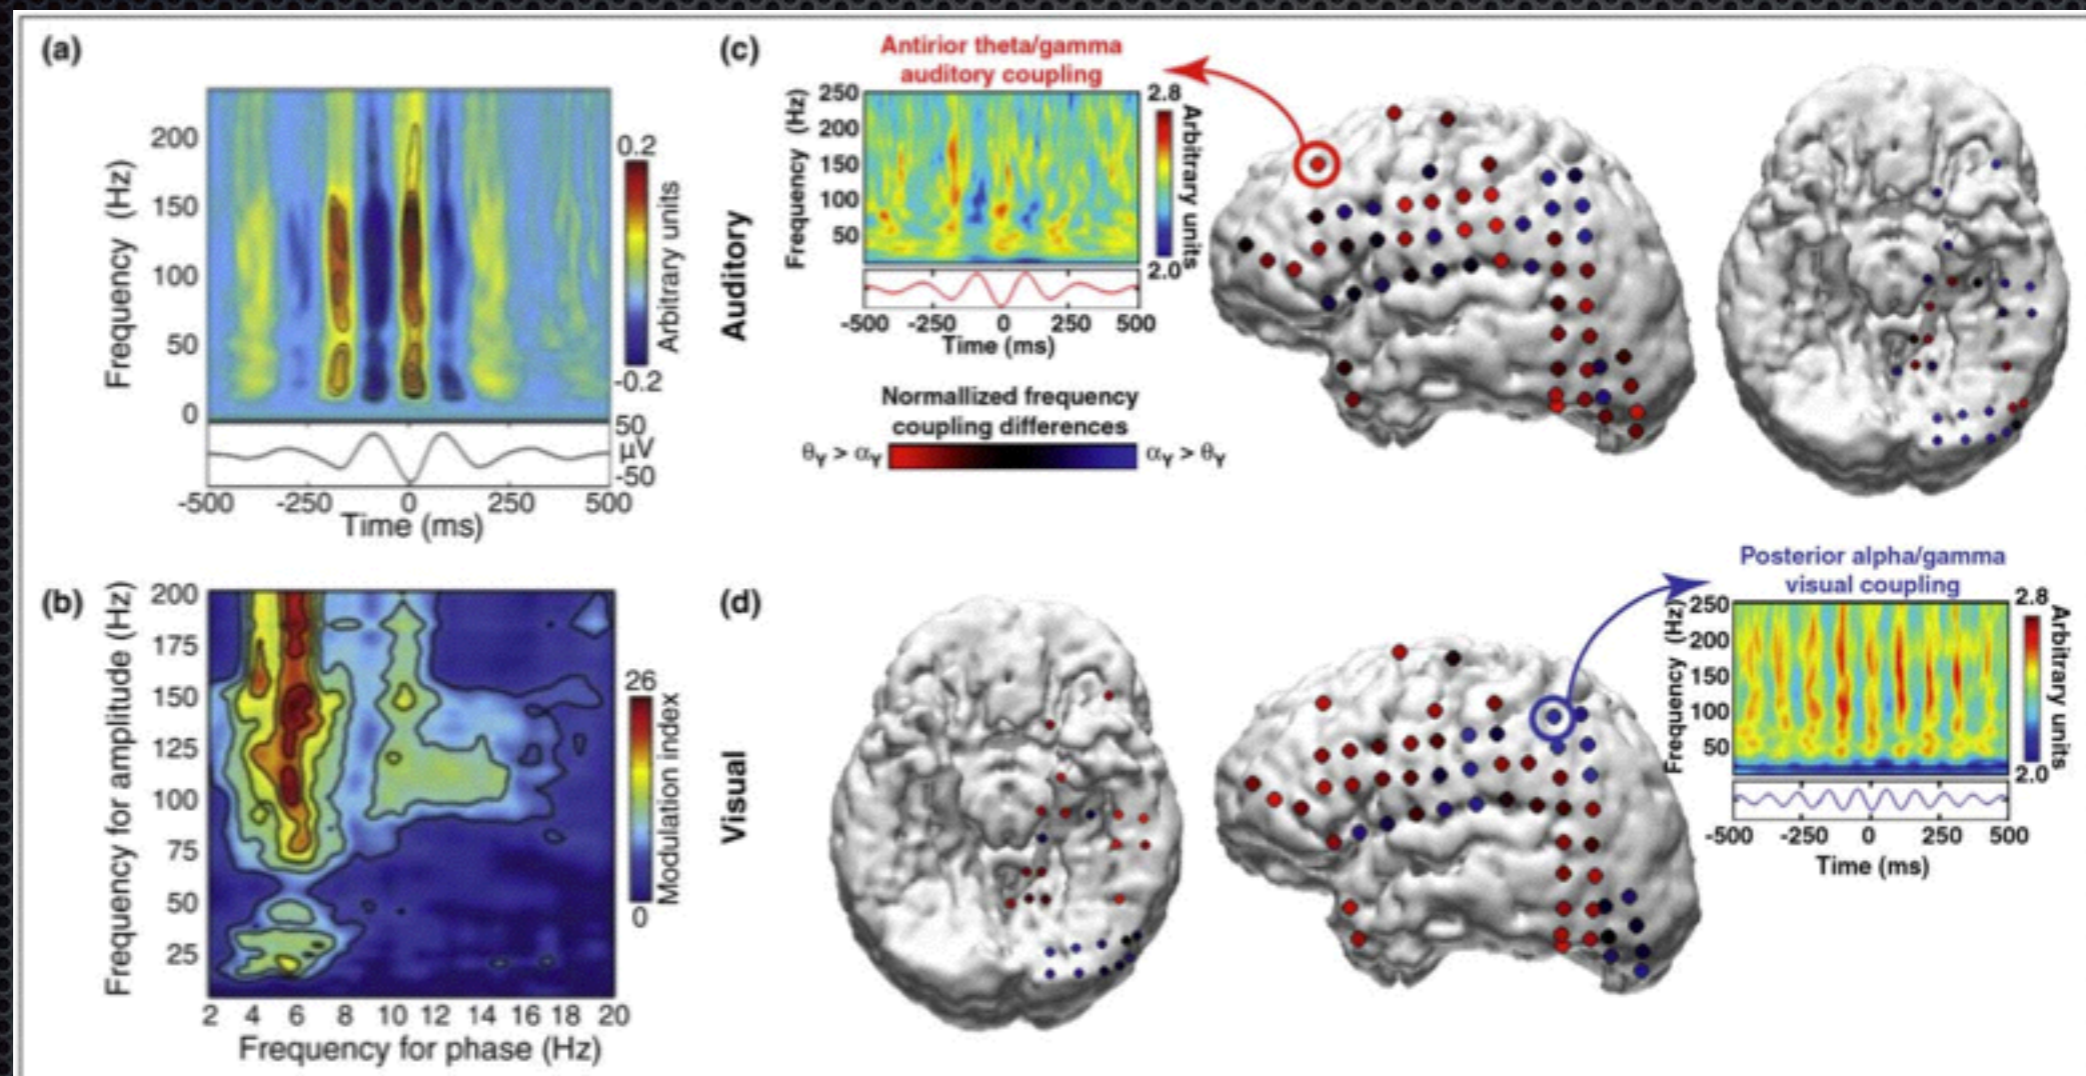 (a)
Frequency (Hz)
200
150
100
50
0
0.2
Arbitrary units
-0.2
50
μV
-50
-500 -250 0 250 500
Time (ms)
(b)
Frequency for amplitude (Hz)
200
175
150
125
100
75
50
25
26
Modulation index
0
2 4 6 8 10 12 14 16 18 20
Frequency for phase (Hz)
(c)
Auditory
Antirior theta/gamma
auditory coupling
Frequency (Hz)
250
200
150
100
50
2.8
Arbitrary units
2.0
-500 -250 0 250 500
Time (ms)
Normallized frequency
coupling differences
θγ > αγ αγ > θγ
(d)
Visual
Posterior alpha/gamma
visual coupling
Frequency (Hz)
250
200
150
100
50
2.8
Arbitrary units
2.0
-500 -250 0 250 500
Time (ms)